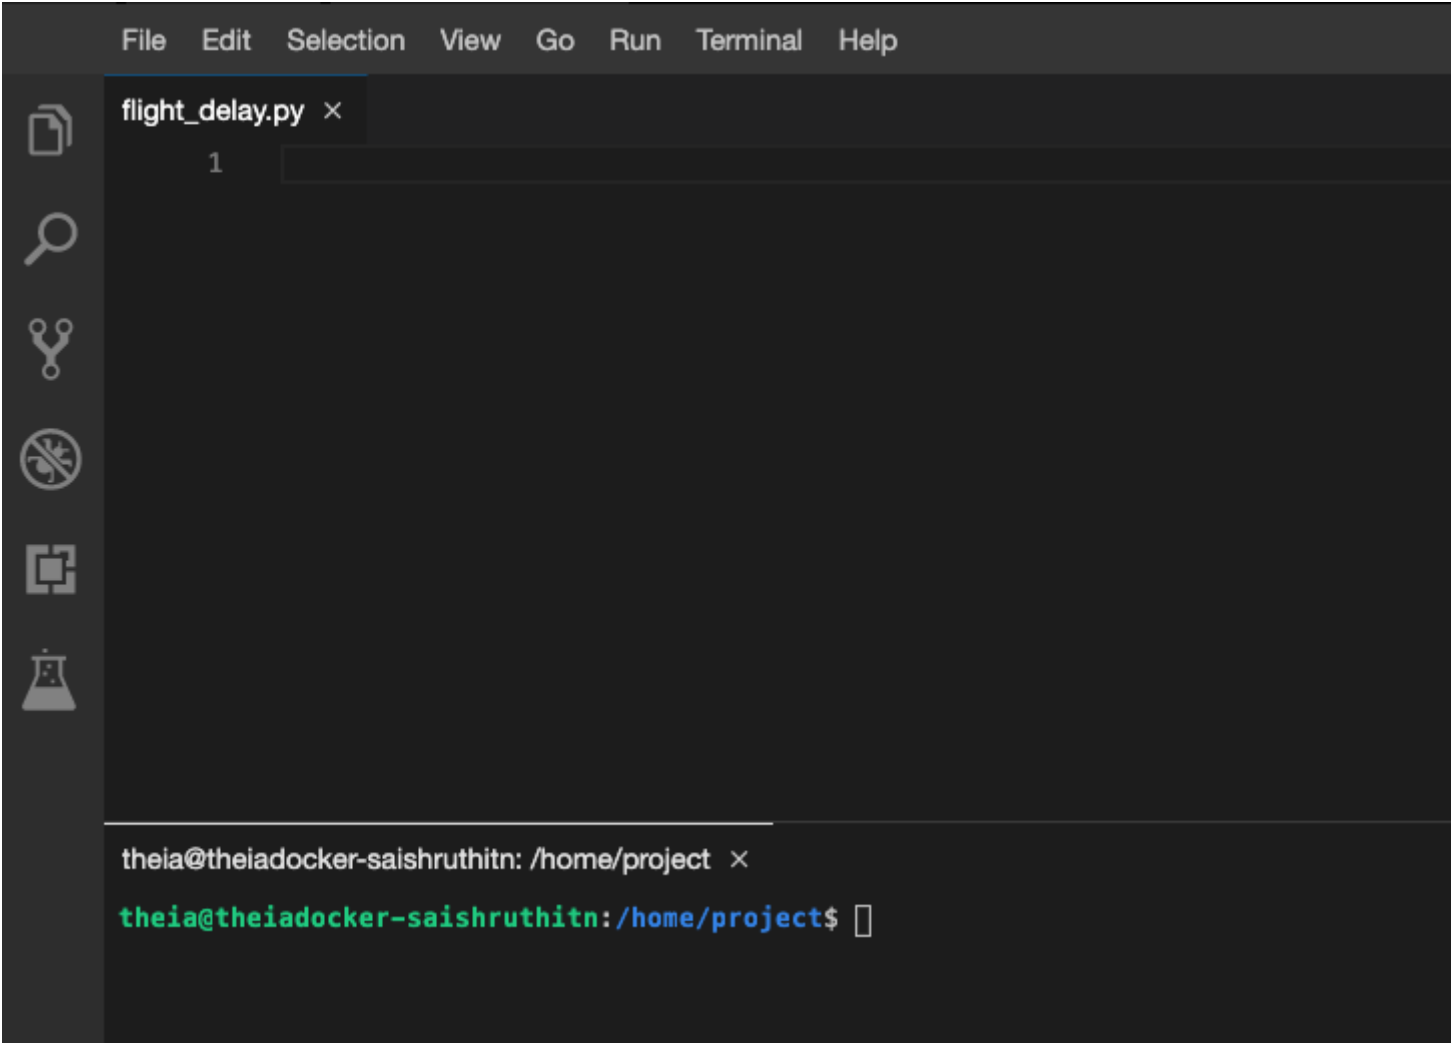 File Edit Selection View Go Run Terminal Help
flight_delay.py ×
1
theia@theiadocker-saishruthitn: /home/project ×
theia@theiadocker-saishruthitn:/home/project$